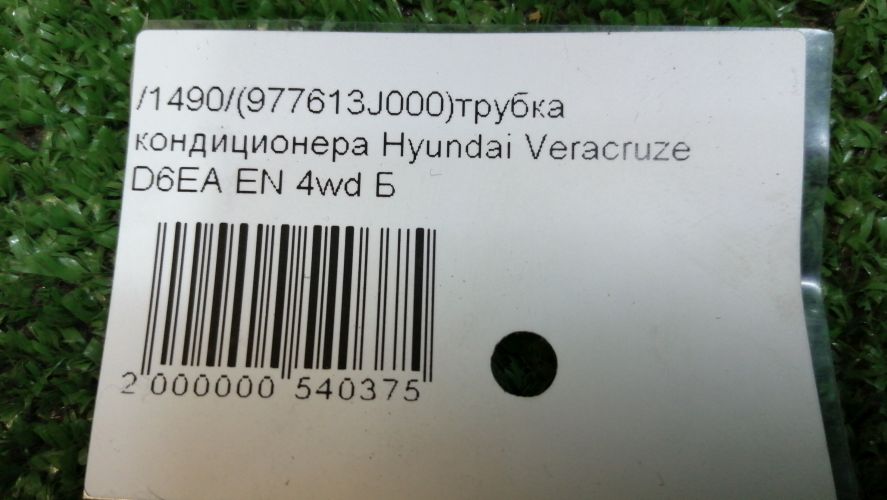 /1490/(977613J000)трубка
кондиционера Hyundai Veracruze
D6EA EN 4wd Б
2 000000 540375